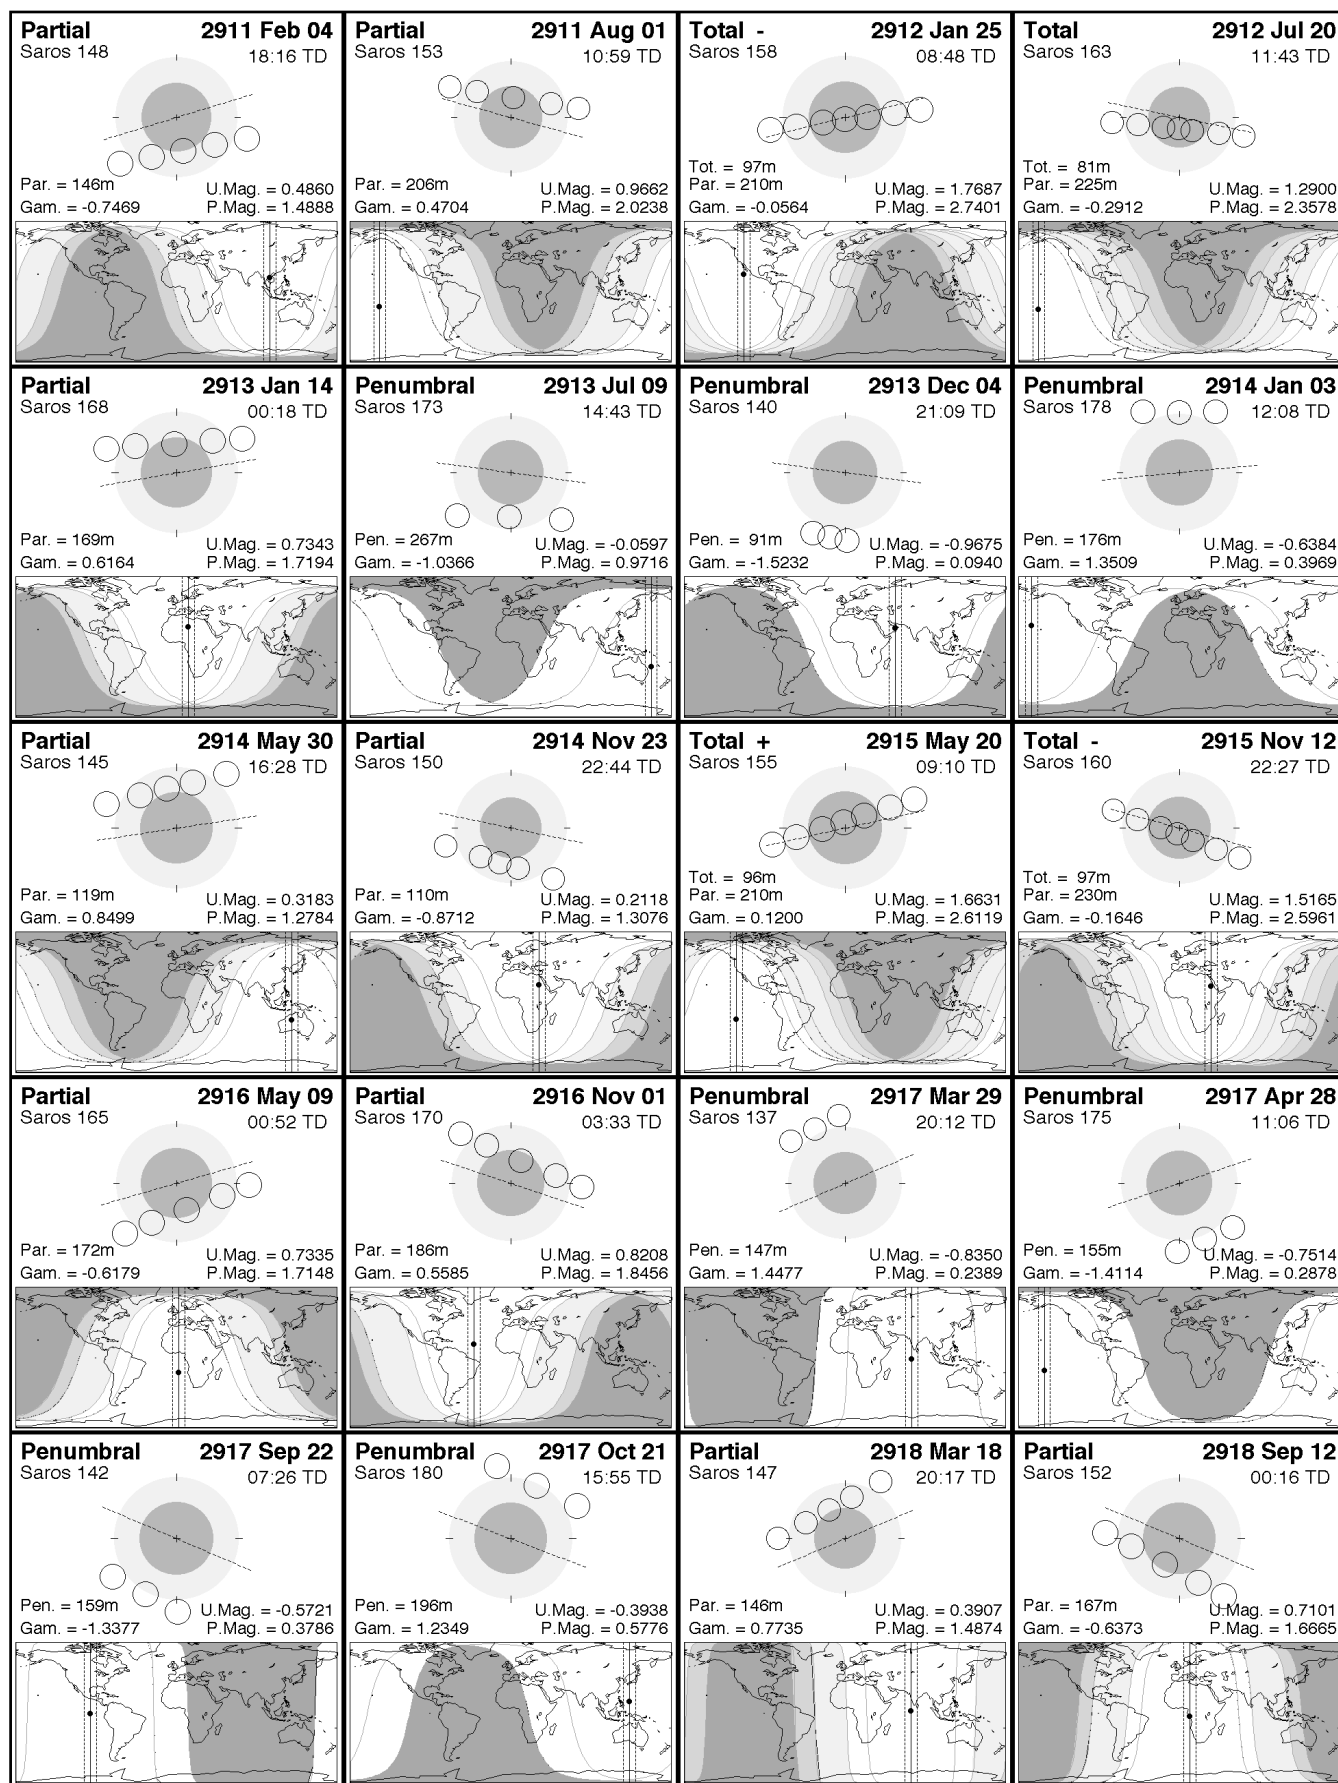 Partial 2911 Feb 04
Saros 148 18:16 TD
Par. = 146m U.Mag. = 0.4860
Gam. = -0.7469 P.Mag. = 1.4888
Partial 2911 Aug 01
Saros 153 10:59 TD
Par. = 206m U.Mag. = 0.9662
Gam. = 0.4704 P.Mag. = 2.0238
Total - 2912 Jan 25
Saros 158 08:48 TD
Tot. = 97m
Par. = 210m U.Mag. = 1.7687
Gam. = -0.0564 P.Mag. = 2.7401
Total 2912 Jul 20
Saros 163 11:43 TD
Tot. = 81m
Par. = 225m U.Mag. = 1.2900
Gam. = -0.2912 P.Mag. = 2.3578
Partial 2913 Jan 14
Saros 168 00:18 TD
Par. = 169m U.Mag. = 0.7343
Gam. = 0.6164 P.Mag. = 1.7194
Penumbral 2913 Jul 09
Saros 173 14:43 TD
Pen. = 267m U.Mag. = -0.0597
Gam. = -1.0366 P.Mag. = 0.9716
Penumbral 2913 Dec 04
Saros 140 21:09 TD
Pen. = 91m U.Mag. = -0.9675
Gam. = -1.5232 P.Mag. = 0.0940
Penumbral 2914 Jan 03
Saros 178 12:08 TD
Pen. = 176m U.Mag. = -0.6384
Gam. = 1.3509 P.Mag. = 0.3969
Partial 2914 May 30
Saros 145 16:28 TD
Par. = 119m U.Mag. = 0.3183
Gam. = 0.8499 P.Mag. = 1.2784
Partial 2914 Nov 23
Saros 150 22:44 TD
Par. = 110m U.Mag. = 0.2118
Gam. = -0.8712 P.Mag. = 1.3076
Total + 2915 May 20
Saros 155 09:10 TD
Tot. = 96m
Par. = 210m U.Mag. = 1.6631
Gam. = 0.1200 P.Mag. = 2.6119
Total - 2915 Nov 12
Saros 160 22:27 TD
Tot. = 97m
Par. = 230m U.Mag. = 1.5165
Gam. = -0.1646 P.Mag. = 2.5961
Partial 2916 May 09
Saros 165 00:52 TD
Par. = 172m U.Mag. = 0.7335
Gam. = -0.6179 P.Mag. = 1.7148
Partial 2916 Nov 01
Saros 170 03:33 TD
Par. = 186m U.Mag. = 0.8208
Gam. = 0.5585 P.Mag. = 1.8456
Penumbral 2917 Mar 29
Saros 137 20:12 TD
Pen. = 147m U.Mag. = -0.8350
Gam. = 1.4477 P.Mag. = 0.2389
Penumbral 2917 Apr 28
Saros 175 11:06 TD
Pen. = 155m U.Mag. = -0.7514
Gam. = -1.4114 P.Mag. = 0.2878
Penumbral 2917 Sep 22
Saros 142 07:26 TD
Pen. = 159m U.Mag. = -0.5721
Gam. = -1.3377 P.Mag. = 0.3786
Penumbral 2917 Oct 21
Saros 180 15:55 TD
Pen. = 196m U.Mag. = -0.3938
Gam. = 1.2349 P.Mag. = 0.5776
Partial 2918 Mar 18
Saros 147 20:17 TD
Par. = 146m U.Mag. = 0.3907
Gam. = 0.7735 P.Mag. = 1.4874
Partial 2918 Sep 12
Saros 152 00:16 TD
Par. = 167m U.Mag. = 0.7101
Gam. = -0.6373 P.Mag. = 1.6665